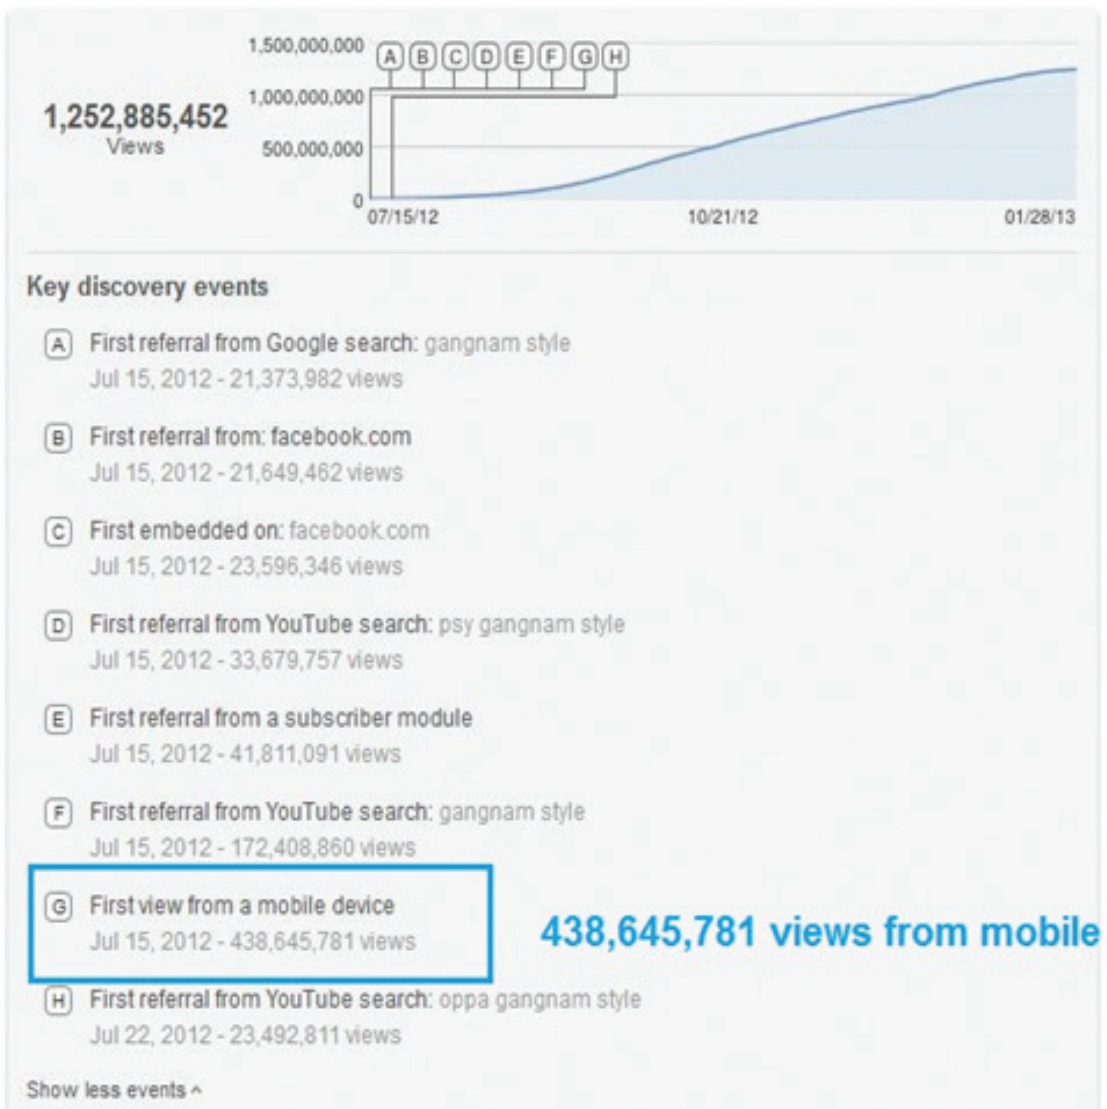 1,500,000,000
A B C D E F G H
1,000,000,000
1,252,885,452
Views
500,000,000
0
07/15/12 10/21/12 01/28/13
Key discovery events
A First referral from Google search: gangnam style
Jul 15, 2012 - 21,373,982 views
B First referral from: facebook.com
Jul 15, 2012 - 21,649,462 views
C First embedded on: facebook.com
Jul 15, 2012 - 23,596,346 views
D First referral from YouTube search: psy gangnam style
Jul 15, 2012 - 33,679,757 views
E First referral from a subscriber module
Jul 15, 2012 - 41,811,091 views
F First referral from YouTube search: gangnam style
Jul 15, 2012 - 172,408,860 views
G First view from a mobile device
Jul 15, 2012 - 438,645,781 views
438,645,781 views from mobile
H First referral from YouTube search: oppa gangnam style
Jul 22, 2012 - 23,492,811 views
Show less events ^